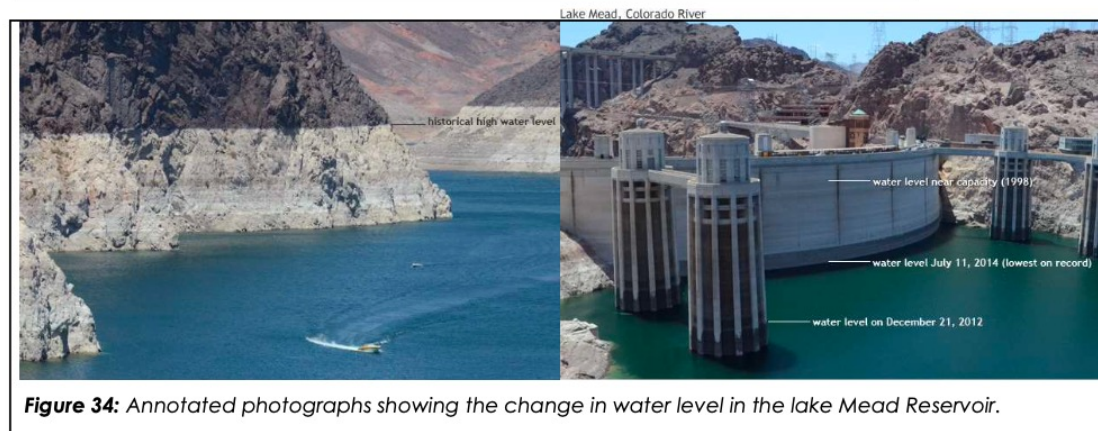 Lake Mead, Colorado River
historical high water level
water level near capacity (1998)
water level July 11, 2014 (lowest on record)
water level on December 21, 2012
Figure 34: Annotated photographs showing the change in water level in the lake Mead Reservoir.